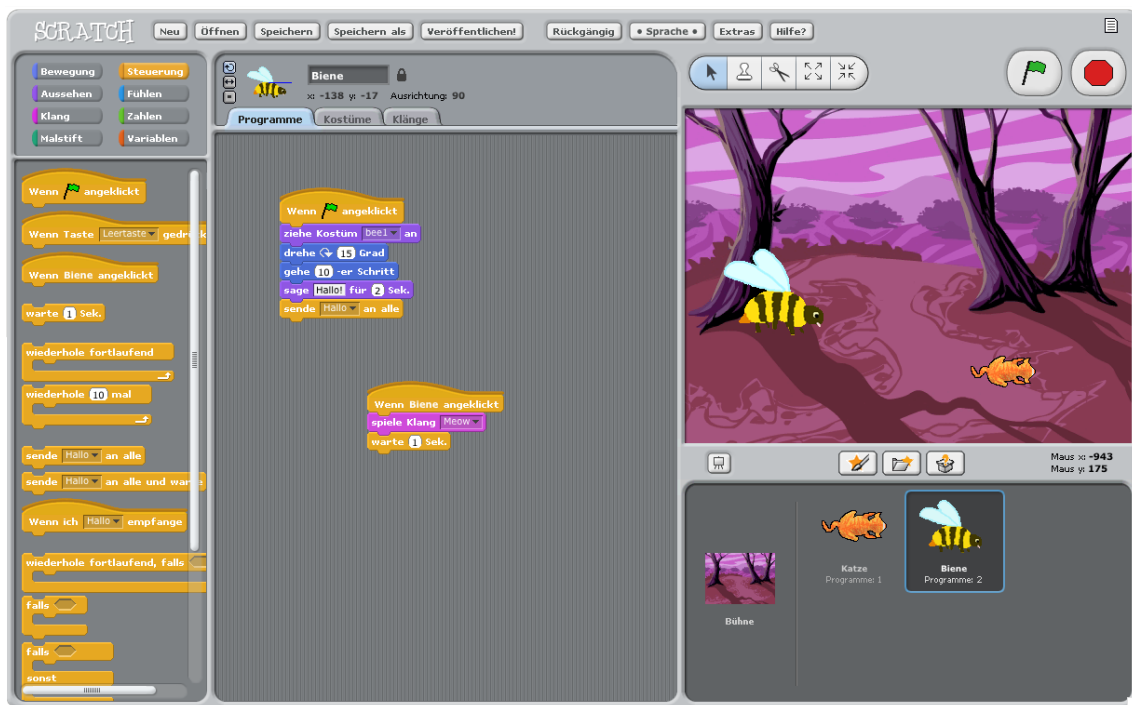 SCRATCH
Neu Öffnen Speichern Speichern als Veröffentlichen! Rückgängig • Sprache • Extras Hilfe?
Bewegung Steuerung
Aussehen Fühlen
Klang Zahlen
Malstift Variablen
Wenn angeklickt
Wenn Taste Leertaste gedrück
Wenn Biene angeklickt
warte 1 Sek.
wiederhole fortlaufend
wiederhole 10 mal
sende Hallo an alle
sende Hallo an alle und warte
Wenn ich Hallo empfange
wiederhole fortlaufend, falls
falls
falls
sonst
Biene
x: -138 y: -17 Ausrichtung: 90
Programme Kostüme Klänge
Wenn angeklickt
ziehe Kostüm bee1 an
drehe 15 Grad
gehe 10 -er Schritt
sage Hallo! für 2 Sek.
sende Hallo an alle
Wenn Biene angeklickt
spiele Klang Meow
warte 1 Sek.
Maus x: -943
Maus y: 175
Bühne
Katze
Programme: 1
Biene
Programme: 2